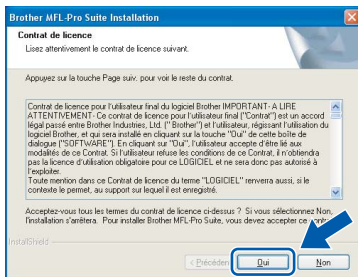 Brother MFL-Pro Suite Installation
Contrat de licence
Lisez attentivement le contrat de licence suivant.
Appuyez sur la touche Page suiv. pour voir le reste du contrat.
Contrat de licence pour l'utilisateur final du logiciel Brother IMPORTANT- A LIRE
ATTENTIVEMENT- Ce contrat de licence pour l'utilisateur final ("Contrat") est un accord
légal passé entre Brother Industries, Ltd. (" Brother") et l'utilisateur, régissant l'utilisation du
logiciel Brother, et qui sera installé en cliquant sur la touche "Oui" de cette boîte de
dialogue ("SOFTWARE"). En cliquant sur "Oui", l'utilisateur accepte d'être lié aux
modalités de ce Contrat. Si l'utilisateur refuse les conditions de ce Contrat, il n'obtiendra
pas la licence d'utilisation obligatoire pour ce LOGICIEL et ne sera donc pas autorisé à
l'exploiter.
Toute mention dans ce Contrat de licence du terme "LOGICIEL" renverra aussi, si le
contexte le permet, au support sur lequel il est enregistré.
Acceptez-vous tous les termes du contrat de licence ci-dessus ? Si vous sélectionnez Non,
l'installation s'arrêtera. Pour installer Brother MFL-Pro Suite, vous devez accepter ce
InstallShield
< Précéden
Oui
Non